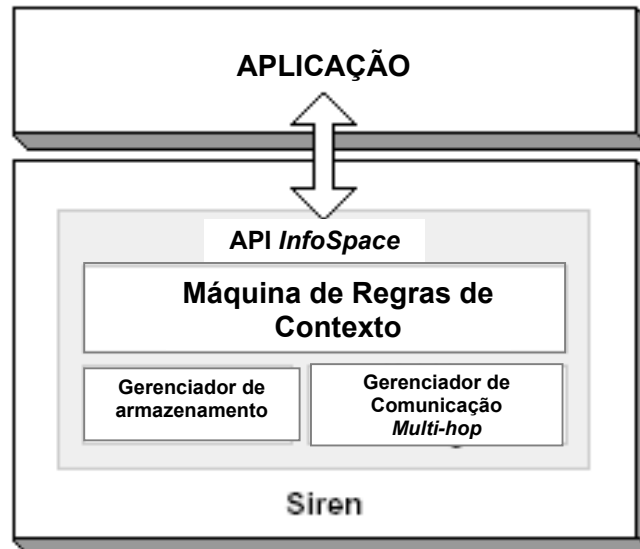 APLICAÇÃO
API InfoSpace
Máquina de Regras de
Contexto
Gerenciador de
armazenamento
Gerenciador de
Comunicação
Multi-hop
Siren